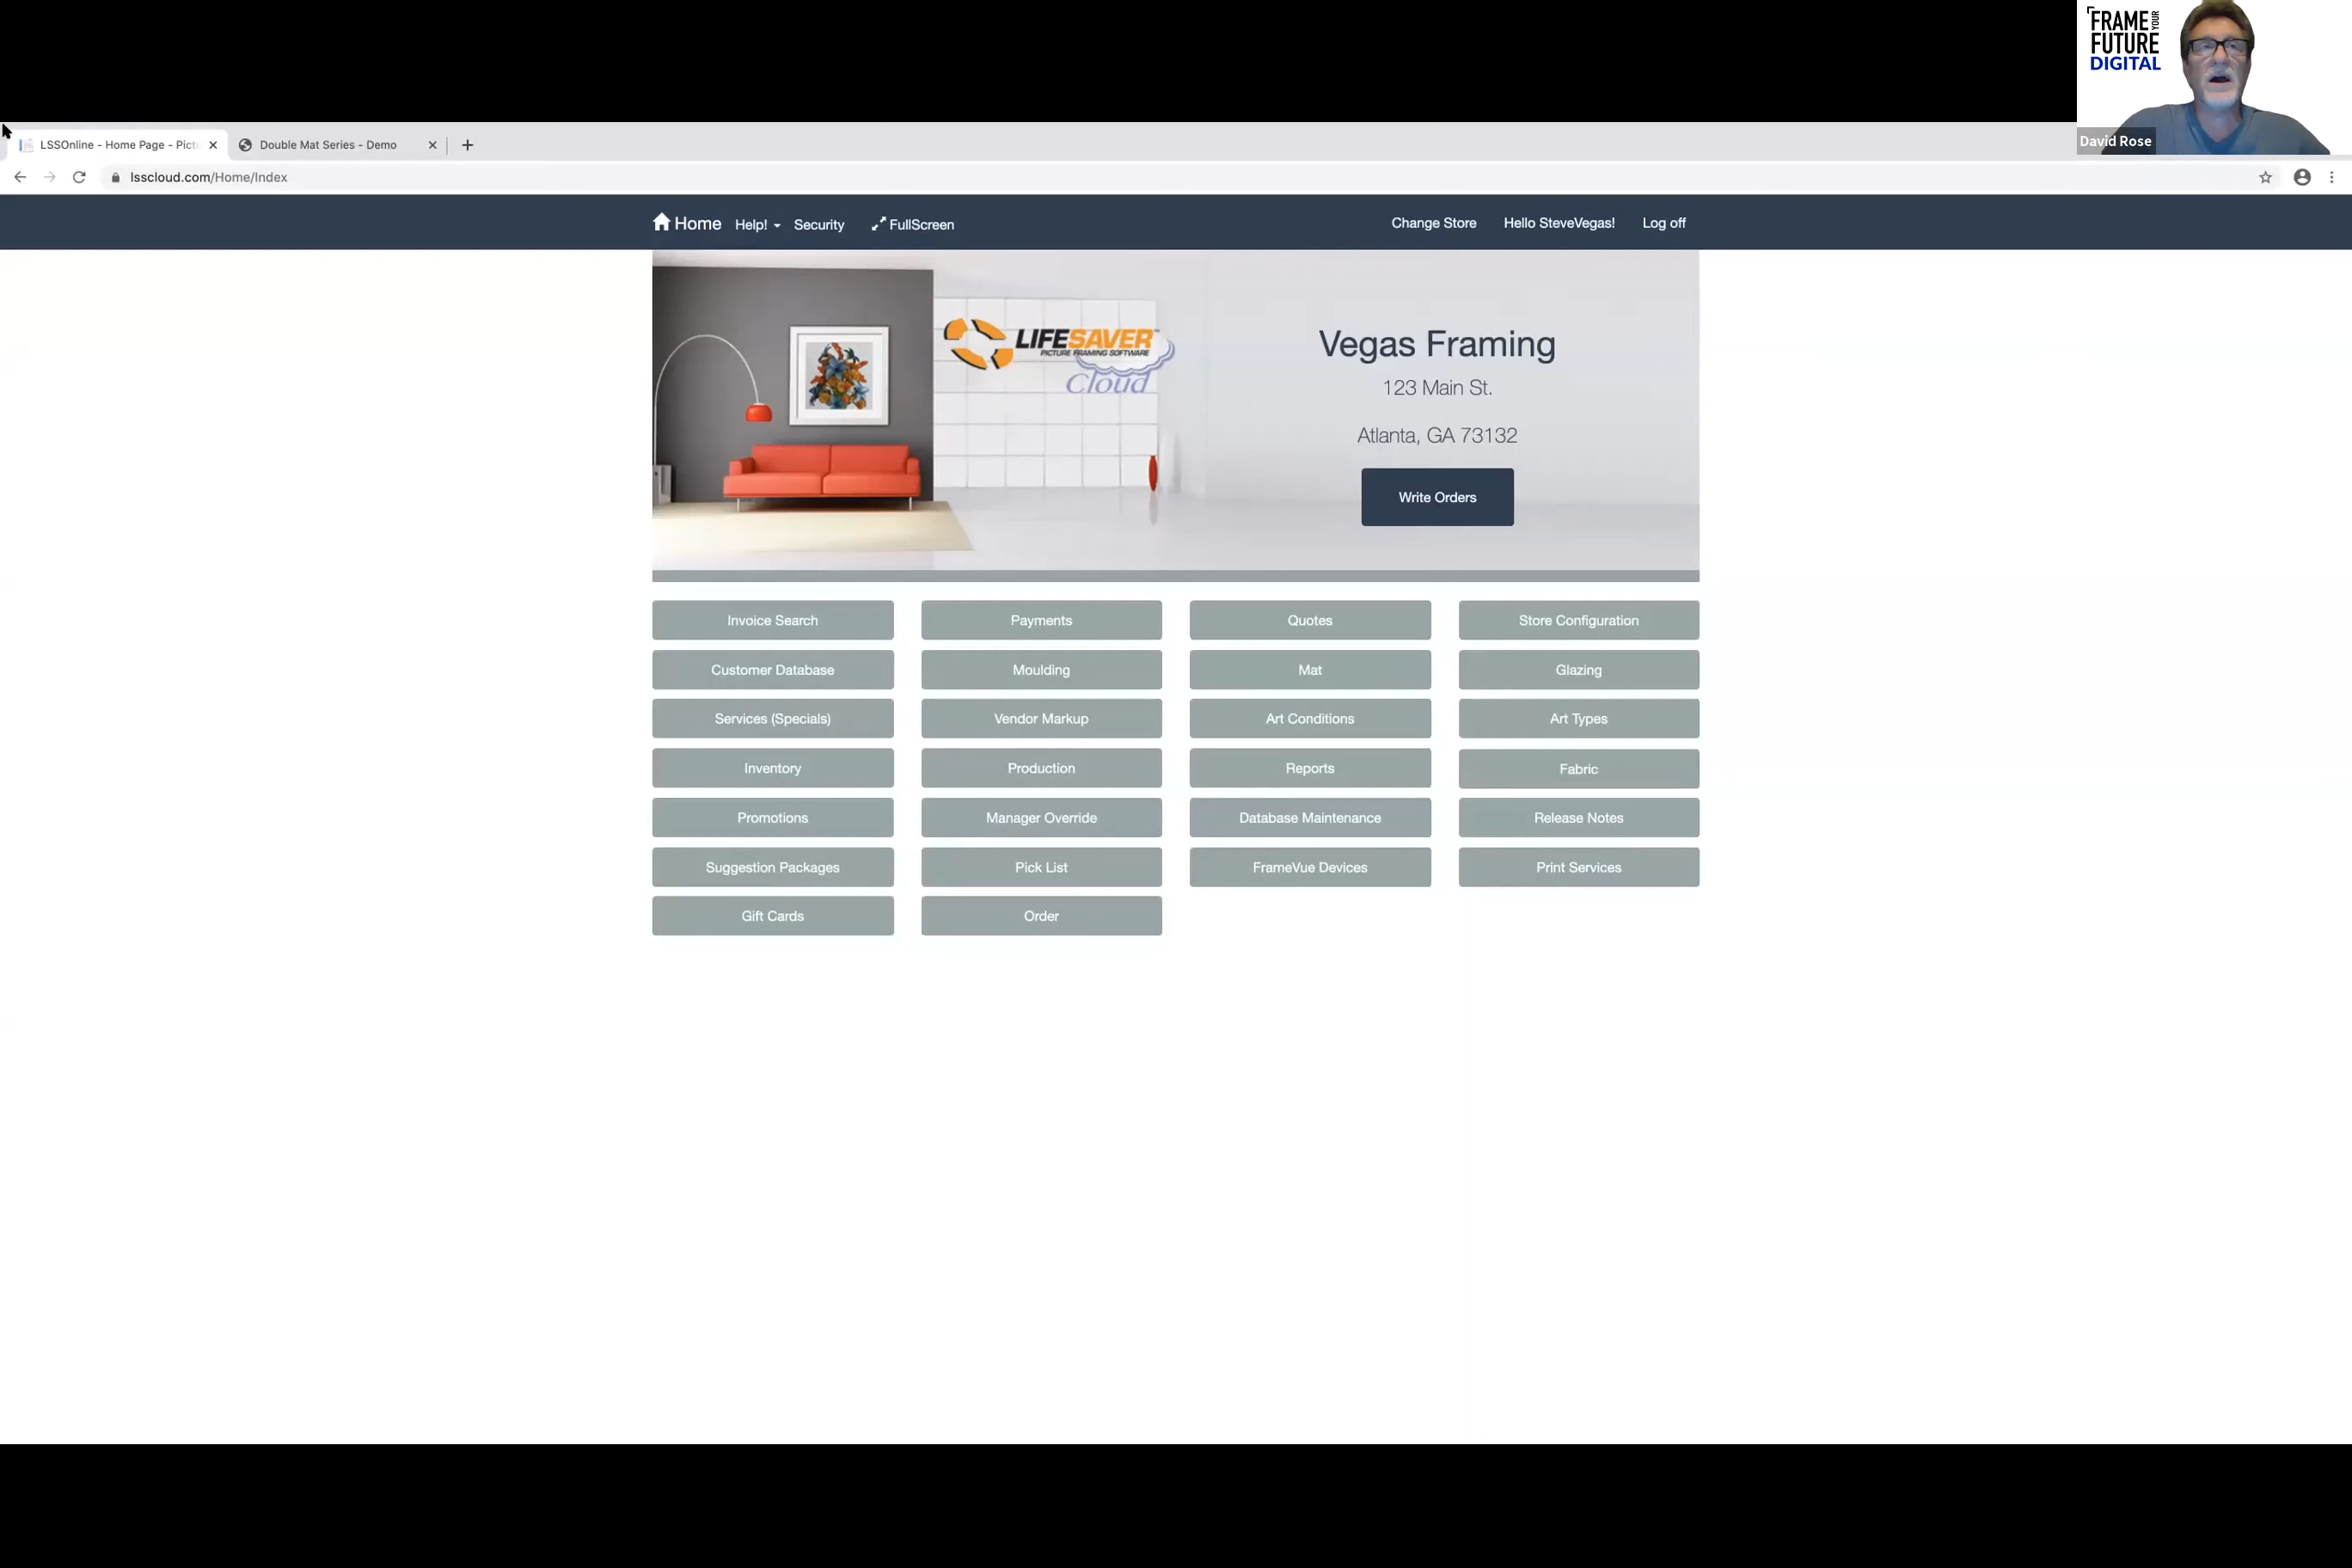 FRAME YOUR
FUTURE
DIGITAL
David Rose
LSSOnline - Home Page - Pict
Double Mat Series - Demo
lsscloud.com/Home/Index
Home Help! Security FullScreen Change Store Hello SteveVegas! Log off
LIFESAVER™
PICTURE FRAMING SOFTWARE
Cloud
Vegas Framing
123 Main St.
Atlanta, GA 73132
Write Orders
Invoice Search Payments Quotes Store Configuration
Customer Database Moulding Mat Glazing
Services (Specials) Vendor Markup Art Conditions Art Types
Inventory Production Reports Fabric
Promotions Manager Override Database Maintenance Release Notes
Suggestion Packages Pick List FrameVue Devices Print Services
Gift Cards Order